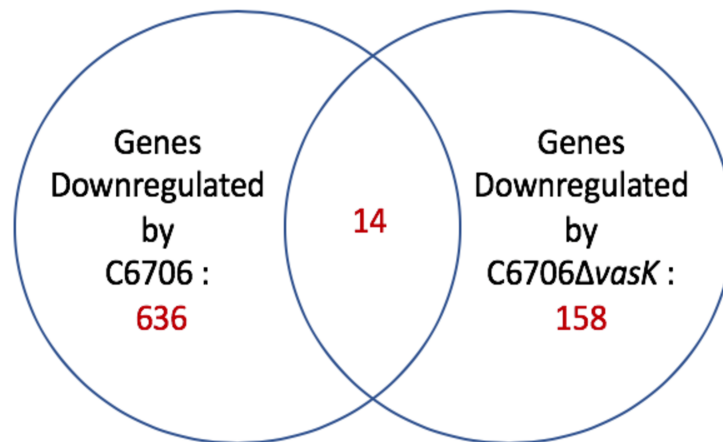 Genes
Downregulated
by
C6706 :
636
14
Genes
Downregulated
by
C6706ΔvasK :
158